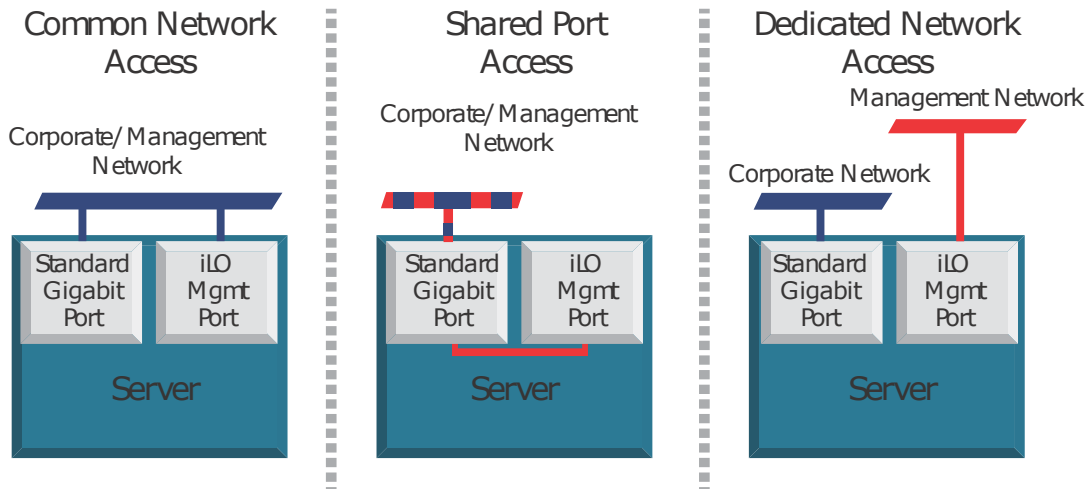 Common Network
Access
Corporate/ Management
Network
Standard
Gigabit
Port
iLO
Mgmt
Port
Server
Shared Port
Access
Corporate/ Management
Network
Standard
Gigabit
Port
iLO
Mgmt
Port
Server
Dedicated Network
Access
Management Network
Corporate Network
Standard
Gigabit
Port
iLO
Mgmt
Port
Server